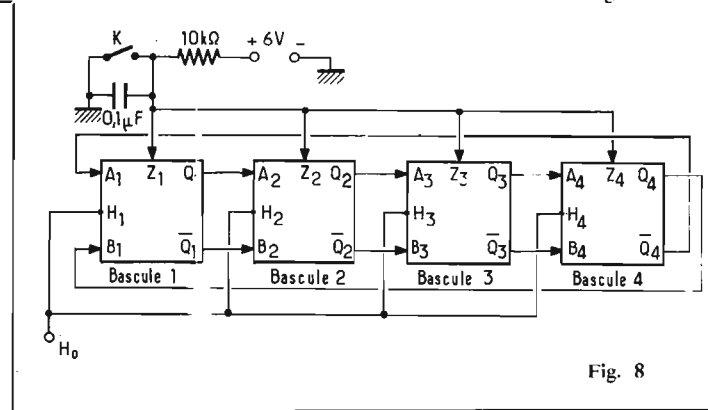 K 10kΩ + 6V −
0,1µF
A1 Z1 Q A2 Z2 Q2 A3 Z3 Q3 A4 Z4 Q4
H1 H2 H3 H4
B1 Q̅1 B2 Q̅2 B3 Q̅3 B4 Q̅4
Bascule 1 Bascule 2 Bascule 3 Bascule 4
H0
Fig. 8